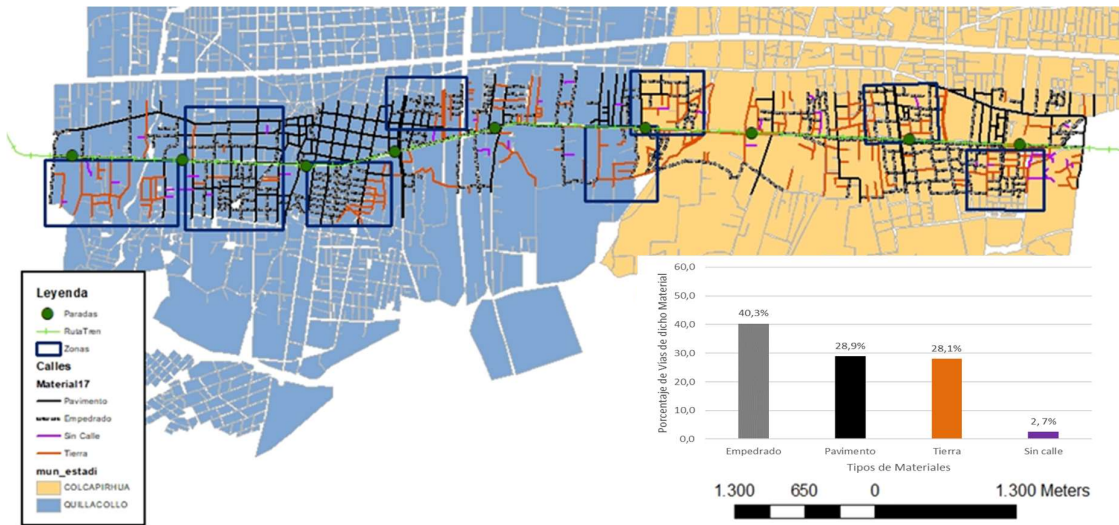 Leyenda
Paradas
RutaTren
Zonas
Calles
Material17
Pavimento
Empedrado
Sin Calle
Tierra
mun_estadi
COLCAPIRHUA
QUILLACOLLO
Porcentaje de Vias de dicho Material
60,0
50,0
40,0
30,0
20,0
10,0
0,0
40,3%
28,9%
28,1%
2,7%
Empedrado Pavimento Tierra Sin calle
Tipos de Materiales
1.300 650 0 1.300 Meters